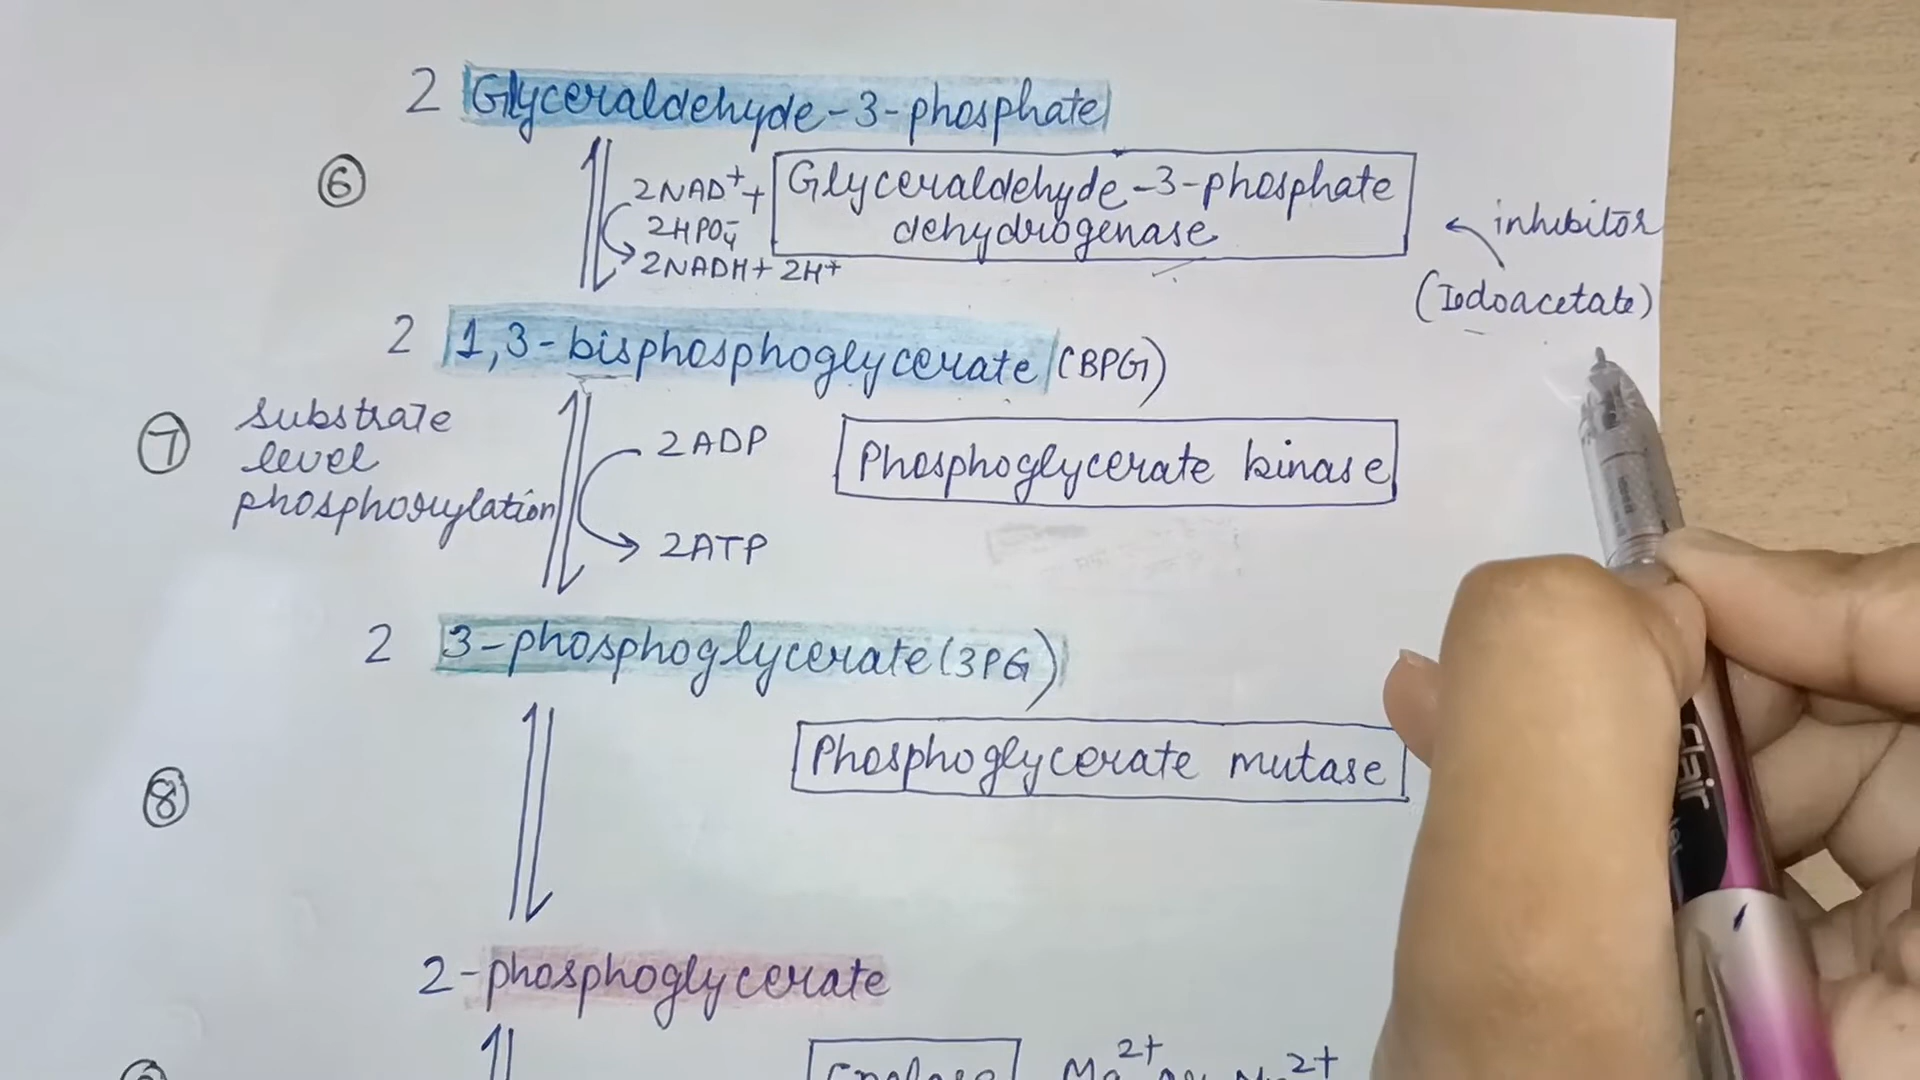 2 Glyceraldehyde-3-phosphate
6
2NAD⁺ +
2HPO₄⁻
2NADH + 2H⁺
Glyceraldehyde-3-phosphate
dehydrogenase
inhibitor
(Iodoacetate)
2 1,3-bisphosphoglycerate (BPG)
7
substrate
level
phosphorylation
2ADP
2ATP
Phosphoglycerate kinase
2 3-phosphoglycerate (3PG)
8
Phosphoglycerate mutase
2-phosphoglycerate
Enolase